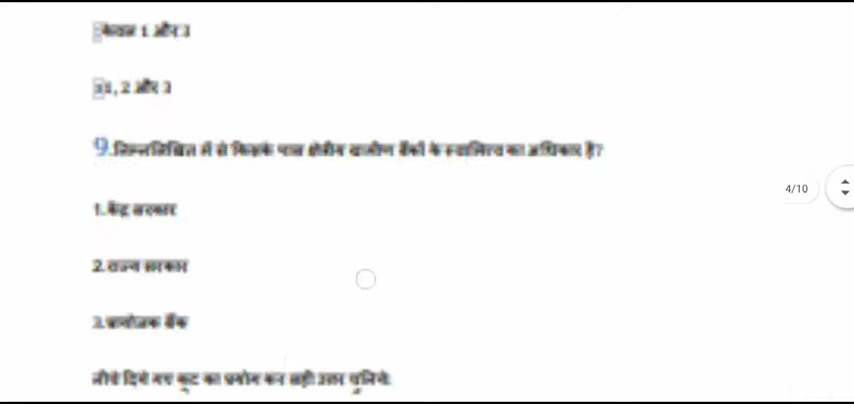 केवल 1 और 3
1, 2 और 3
9.निम्नलिखित में से किसके पास क्षेत्रीय ग्रामीण बैंकों के स्वामित्व का अधिकार है?
4/10
1.केंद्र सरकार
2.राज्य सरकार
3.प्रायोजक बैंक
नीचे दिये गए कूट का प्रयोग कर सही उत्तर चुनिये: